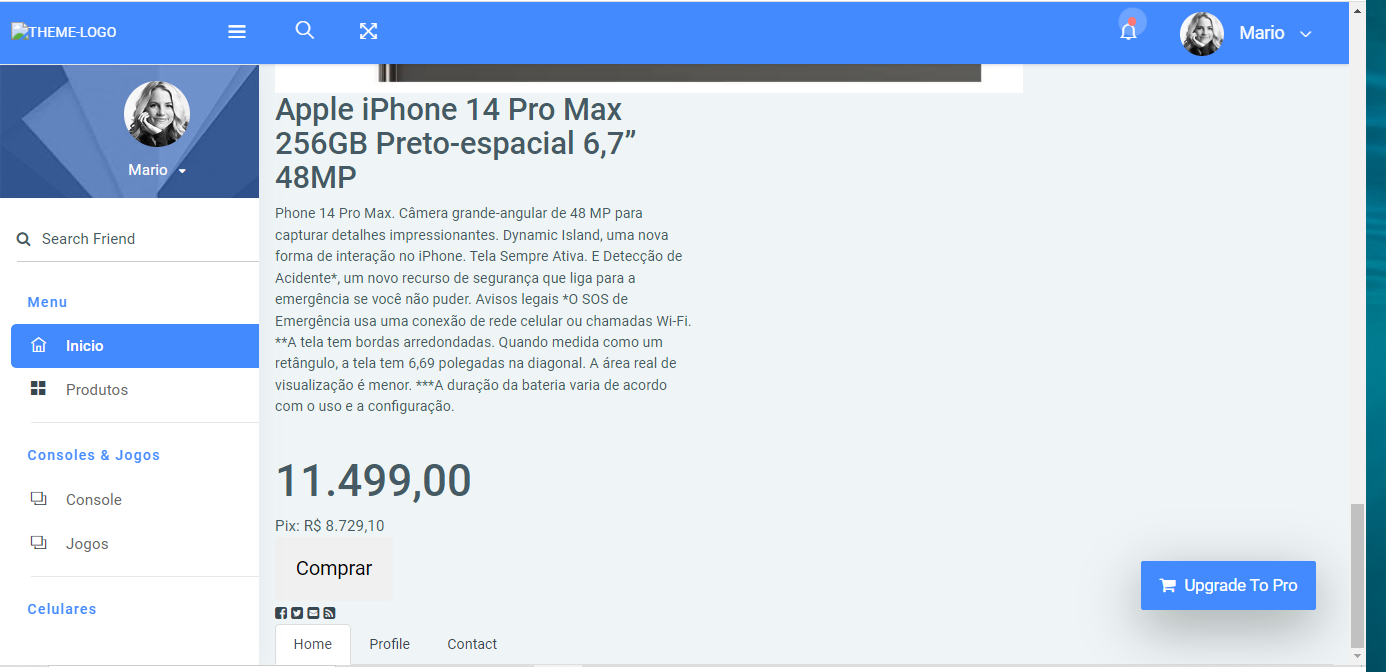 THEME-LOGO
Mario
Mario
Search Friend
Menu
Inicio
Produtos
Consoles & Jogos
Console
Jogos
Celulares
Apple iPhone 14 Pro Max
256GB Preto-espacial 6,7”
48MP
Phone 14 Pro Max. Câmera grande-angular de 48 MP para
capturar detalhes impressionantes. Dynamic Island, uma nova
forma de interação no iPhone. Tela Sempre Ativa. E Detecção de
Acidente*, um novo recurso de segurança que liga para a
emergência se você não puder. Avisos legais *O SOS de
Emergência usa uma conexão de rede celular ou chamadas Wi-Fi.
**A tela tem bordas arredondadas. Quando medida como um
retângulo, a tela tem 6,69 polegadas na diagonal. A área real de
visualização é menor. ***A duração da bateria varia de acordo
com o uso e a configuração.
11.499,00
Pix: R$ 8.729,10
Comprar
Home Profile Contact
Upgrade To Pro